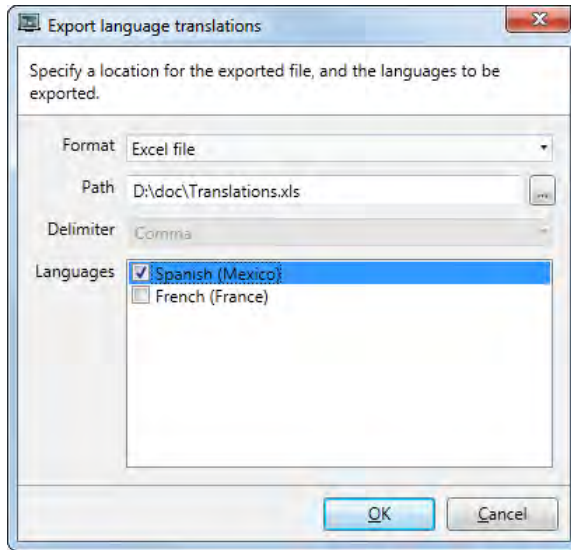 Export language translations
Specify a location for the exported file, and the languages to be
exported.
Format Excel file
Path D:\doc\Translations.xls ...
Delimiter Comma
Languages Spanish (Mexico)
French (France)
OK Cancel